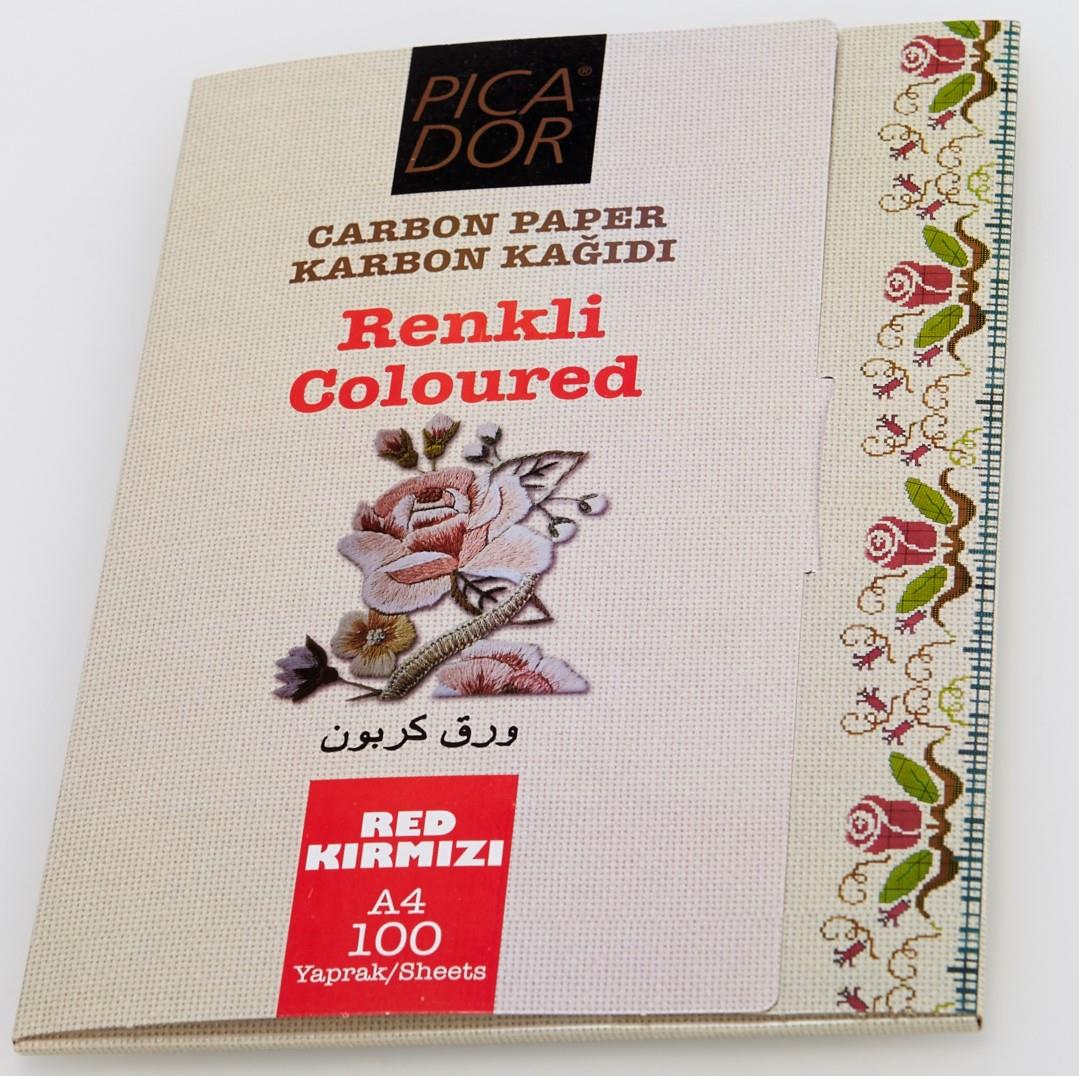 PICA®
DOR
CARBON PAPER
KARBON KAĞIDI
Renkli
Coloured
ورق كربون
RED
KIRMIZI
A4
100
Yaprak/Sheets